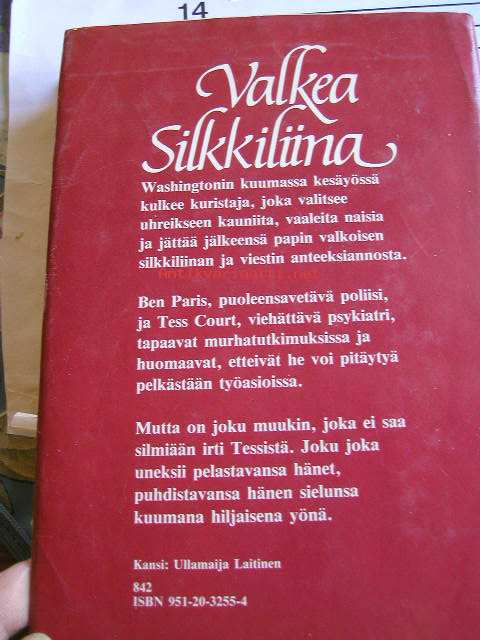 14
Valkea
Silkkiliina
Washingtonin kuumassa kesäyössä
kulkee kuristaja, joka valitsee
uhreikseen kauniita, vaaleita naisia
ja jättää jälkeensä papin valkoisen
silkkiliinan ja viestin anteeksiannosta.
antikvariaatti.net
Ben Paris, puoleensavetävä poliisi,
ja Tess Court, viehättävä psykiatri,
tapaavat murhatutkimuksissa ja
huomaavat, etteivät he voi pitäytyä
pelkästään työasioissa.
Mutta on joku muukin, joka ei saa
silmiään irti Tessistä. Joku joka
uneksii pelastavansa hänet,
puhdistavansa hänen sielunsa
kuumana hiljaisena yönä.
Kansi: Ullamaija Laitinen
842
ISBN 951-20-3255-4